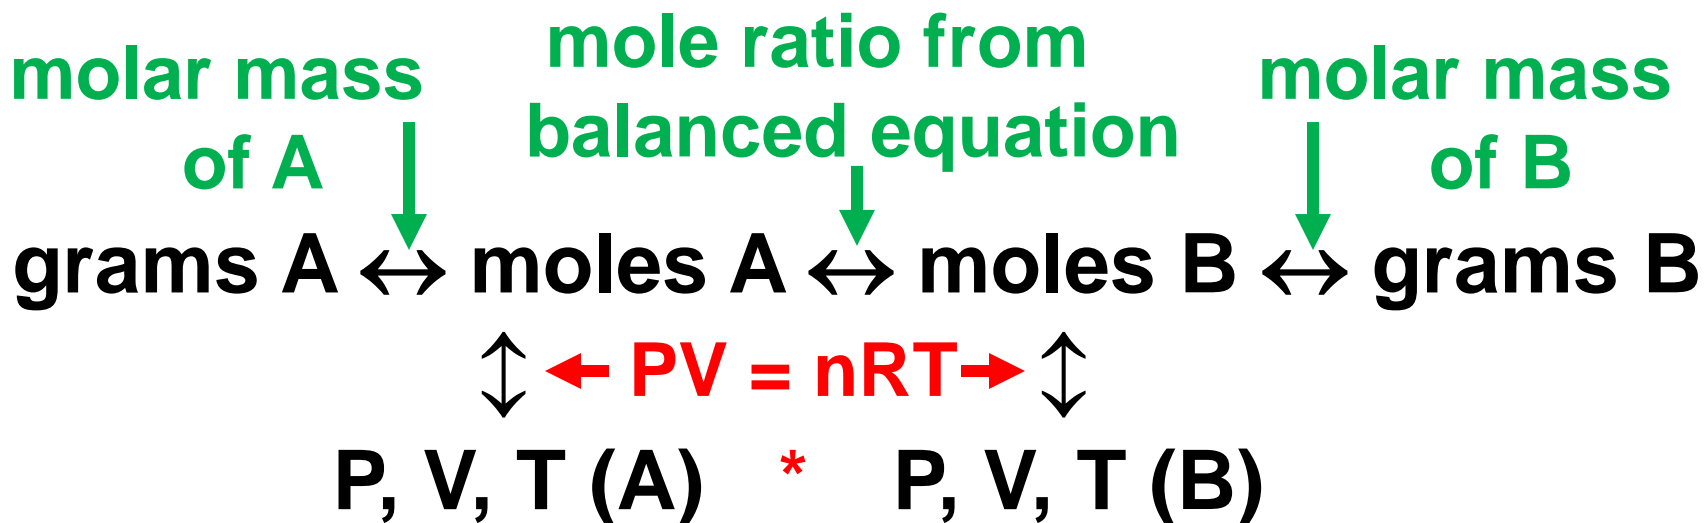 molar mass
of A
mole ratio from
balanced equation
molar mass
of B
grams A ↔ moles A ↔ moles B ↔ grams B
↕ ← PV = nRT → ↕
P, V, T (A) * P, V, T (B)